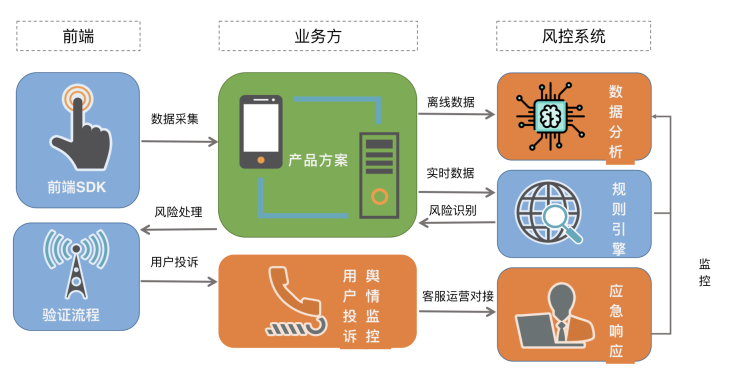 前端
业务方
风控系统
数据采集
前端SDK
产品方案
离线数据
数据分析
实时数据
风险识别
规则引擎
风险处理
用户投诉
验证流程
用户投诉
舆情监控
客服运营对接
应急响应
监控